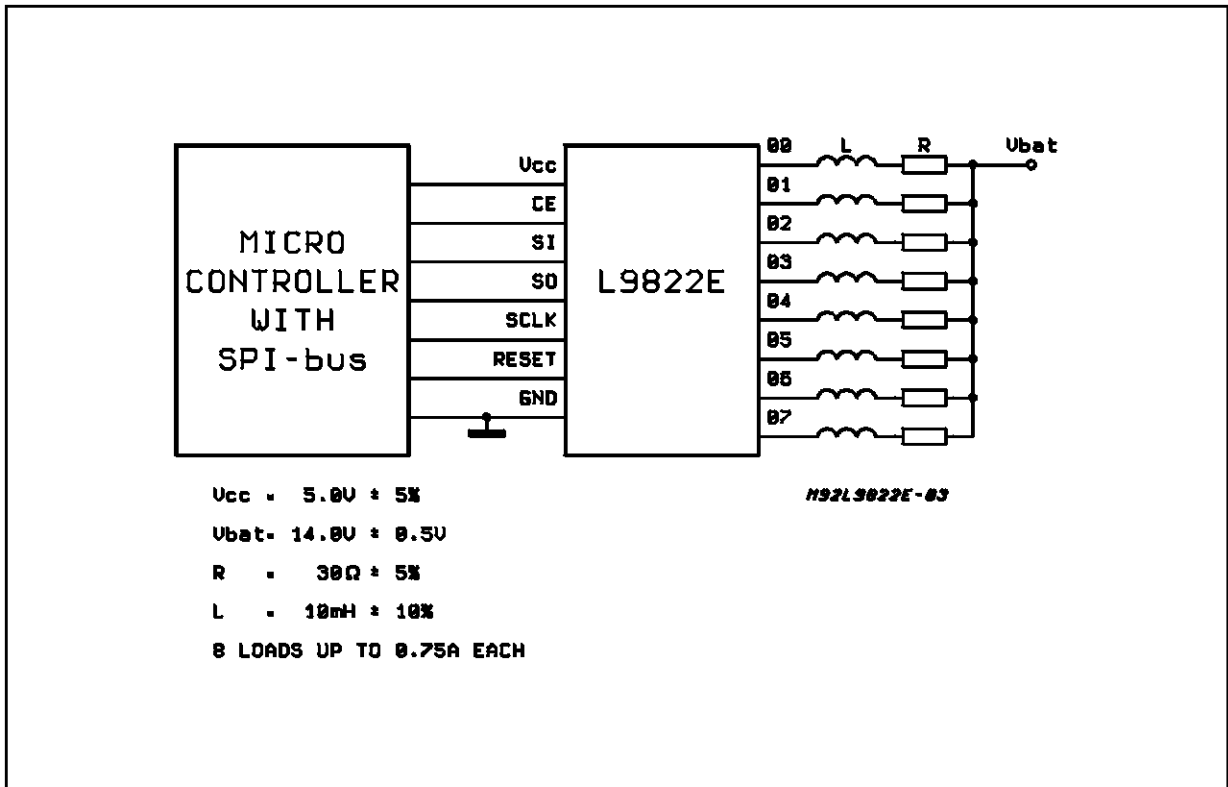 MICRO
CONTROLLER
WITH
SPI-bus
Vcc
CE
SI
SO
SCLK
RESET
GND
L9822E
00 L R Vbat
01
02
03
04
05
06
07
Vcc = 5.0V ± 5%
Vbat= 14.0V ± 0.5V
R = 30Ω ± 5%
L = 10mH ± 10%
8 LOADS UP TO 0.75A EACH
M92L9822E-03